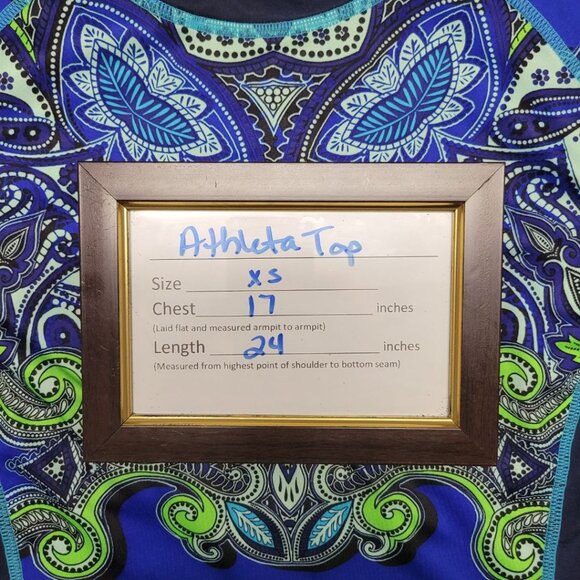 Athleta Top
Size xs
Chest 17 inches
(Laid flat and measured armpit to armpit)
Length 24 inches
(Measured from highest point of shoulder to bottom seam)